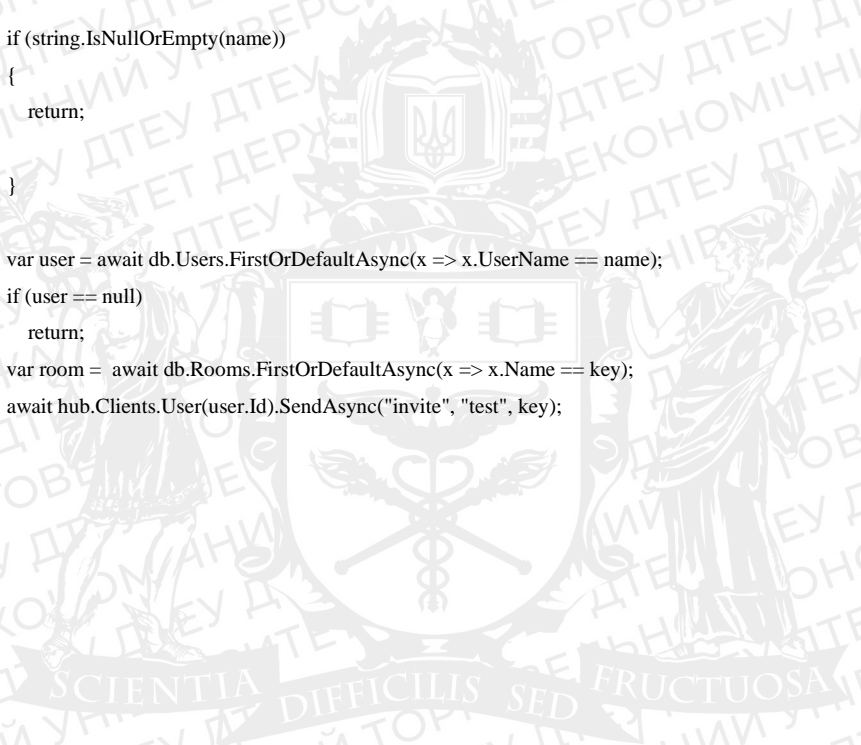 if (string.IsNullOrEmpty(name))
{
return;
}
var user = await db.Users.FirstOrDefaultAsync(x => x.UserName == name);
if (user == null)
return;
var room =  await db.Rooms.FirstOrDefaultAsync(x => x.Name == key);
await hub.Clients.User(user.Id).SendAsync("invite", "test", key);
SCIENTIA DIFFICILIS SED FRUCTUOSA